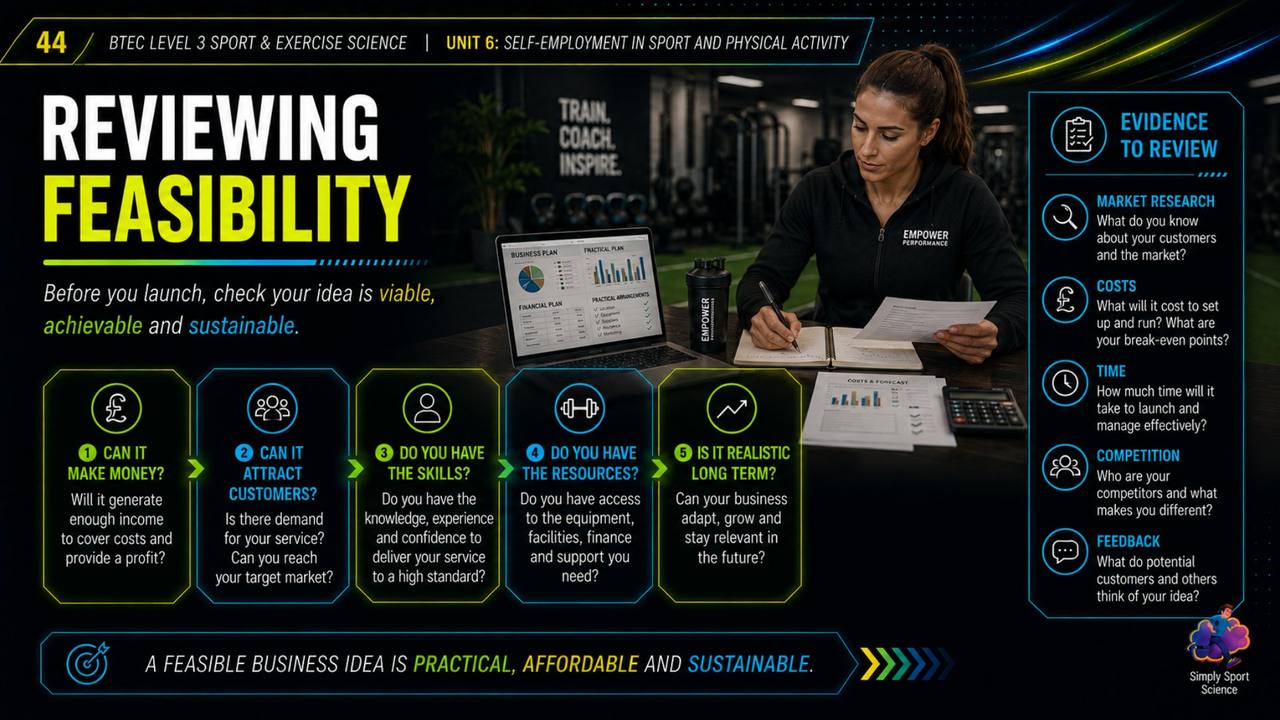 44
BTEC LEVEL 3 SPORT & EXERCISE SCIENCE | UNIT 6: SELF-EMPLOYMENT IN SPORT AND PHYSICAL ACTIVITY
REVIEWING
FEASIBILITY
Before you launch, check your idea is viable,
achievable and sustainable.
TRAIN.
COACH.
INSPIRE.
EMPOWER
PERFORMANCE
BUSINESS PLAN
FINACTICAL PLAN
FINANCIAL PLAN
PRACTICAL ARRANGEMENTS
EMPOWER
COSTS & FORECAST
1 CAN IT
MAKE MONEY?
Will it generate
enough income
to cover costs and
provide a profit?
2 CAN IT
ATTRACT
CUSTOMERS?
Is there demand
for your service?
Can you reach
your target market?
3 DO YOU HAVE
THE SKILLS?
Do you have the
knowledge, experience
and confidence to
deliver your service
to a high standard?
4 DO YOU HAVE
THE RESOURCES?
Do you have access
to the equipment,
facilities, finance
and support you
need?
5 IS IT REALISTIC
LONG TERM?
Can your business
adapt, grow and
stay relevant in
the future?
EVIDENCE
TO REVIEW
MARKET RESEARCH
What do you know
about your customers
and the market?
COSTS
What will it cost to set
up and run? What are
your break-even points?
TIME
How much time will it
take to launch and
manage effectively?
COMPETITION
Who are your
competitors and what
makes you different?
FEEDBACK
What do potential
customers and others
think of your idea?
A FEASIBLE BUSINESS IDEA IS PRACTICAL, AFFORDABLE AND SUSTAINABLE.
Simply Sport
Science